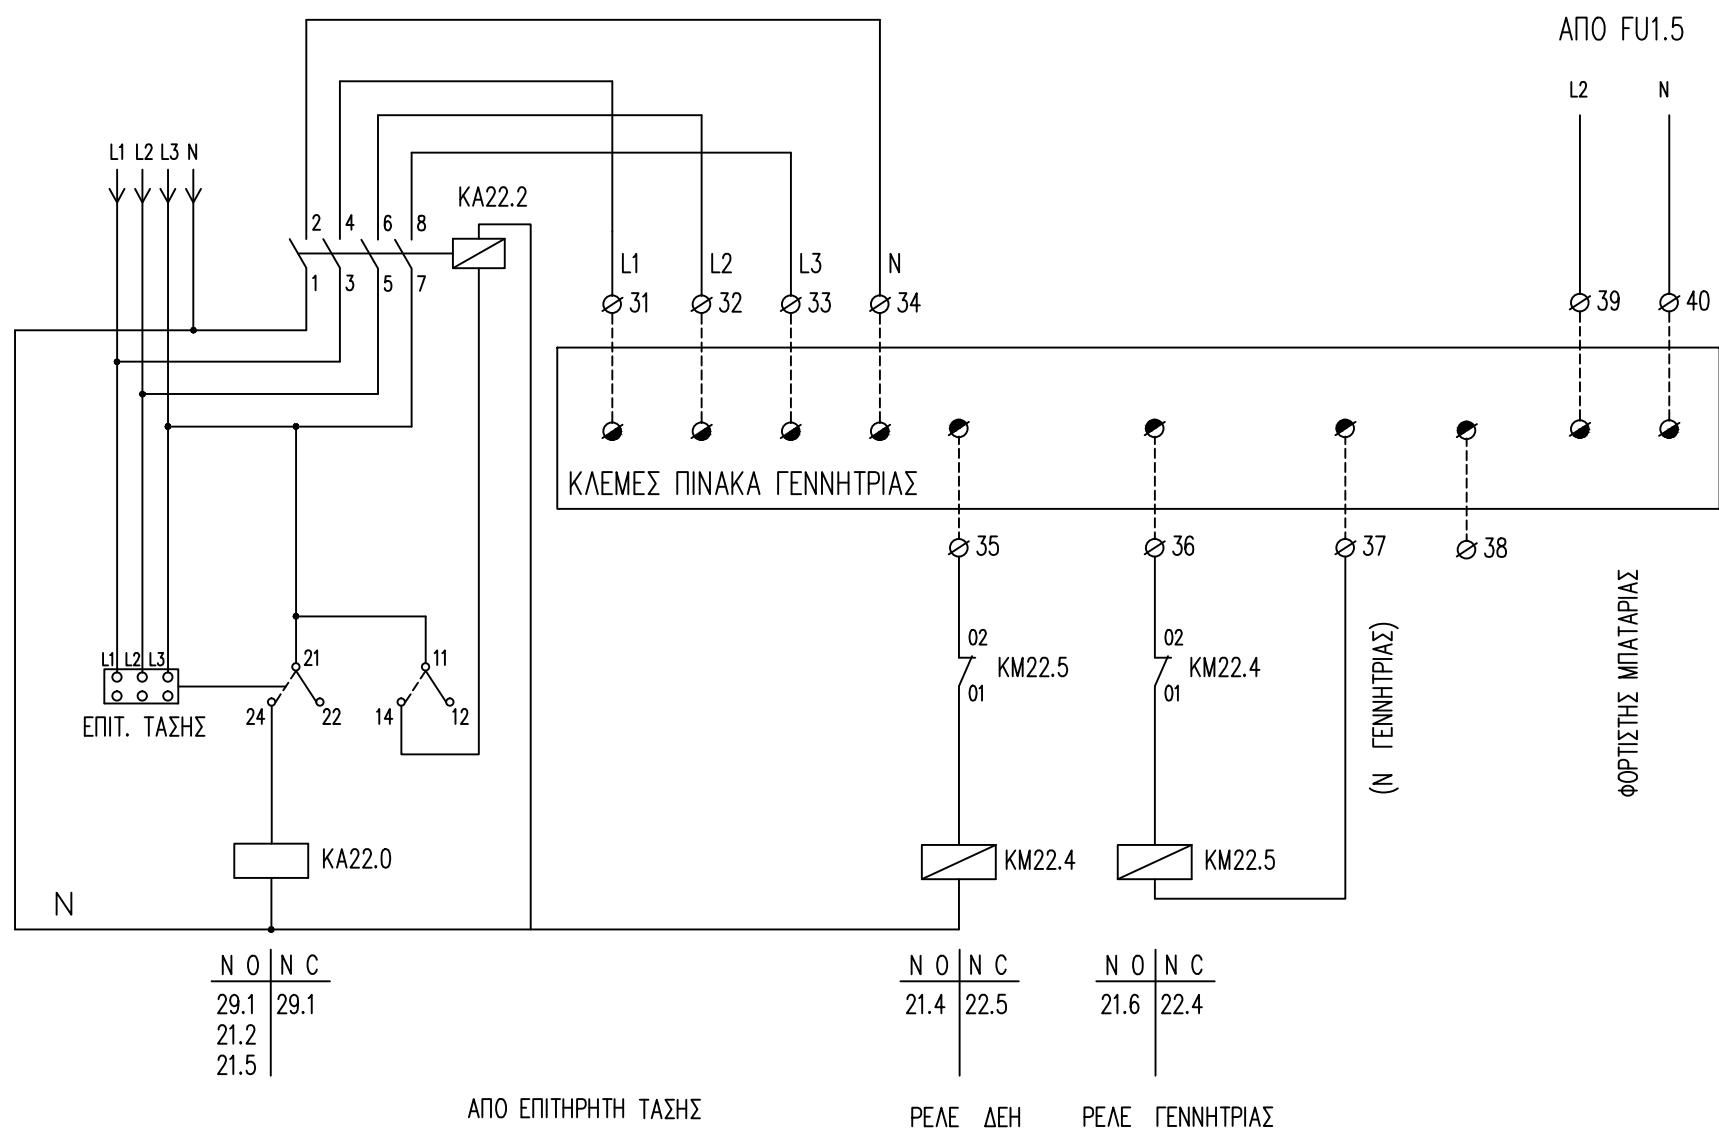 ΑΠΟ FU1.5
L2 N
L1 L2 L3 N
KA22.2
2 4 6 8
1 3 5 7
L1 L2 L3 N
31 32 33 34
39 40
ΚΛΕΜΕΣ ΠΙΝΑΚΑ ΓΕΝΝΗΤΡΙΑΣ
35 36 37 38
02 KM22.5 01
02 KM22.4 01
(N ΓΕΝΝΗΤΡΙΑΣ)
ΦΟΡΤΙΣΤΗΣ ΜΠΑΤΑΡΙΑΣ
L1 L2 L3
21 11
24 22 14 12
ΕΠΙΤ. ΤΑΣΗΣ
KA22.0
KM22.4
KM22.5
N
N O N C
29.1 29.1
21.2
21.5
N O N C
21.4 22.5
N O N C
21.6 22.4
ΑΠΟ ΕΠΙΤΗΡΗΤΗ ΤΑΣΗΣ
ΡΕΛΕ ΔΕΗ
ΡΕΛΕ ΓΕΝΝΗΤΡΙΑΣ